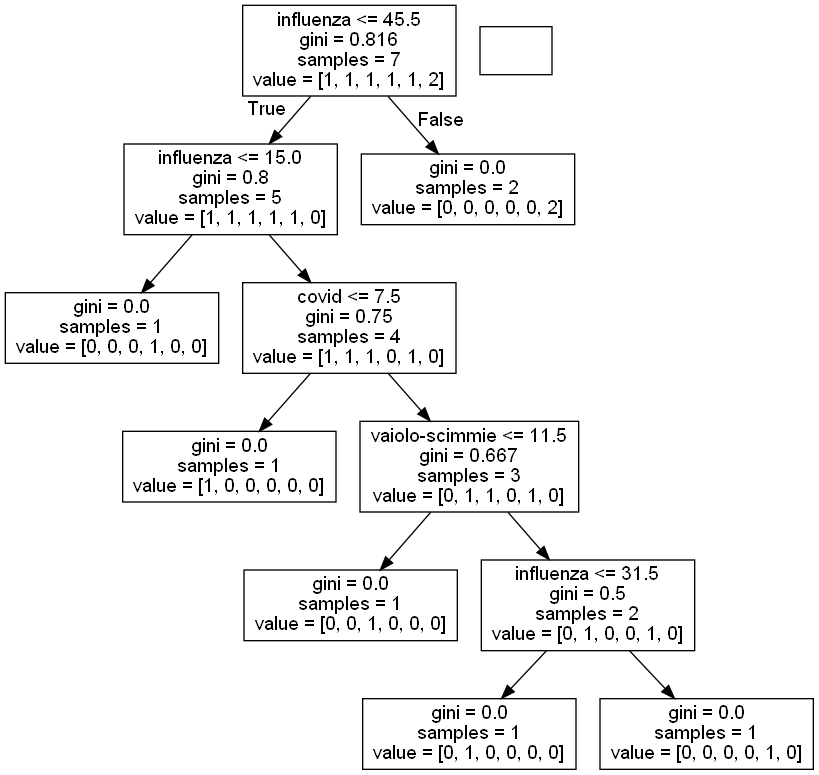 influenza <= 45.5
gini = 0.816
samples = 7
value = [1, 1, 1, 1, 1, 2]
True
False
influenza <= 15.0
gini = 0.8
samples = 5
value = [1, 1, 1, 1, 1, 0]
gini = 0.0
samples = 2
value = [0, 0, 0, 0, 0, 2]
gini = 0.0
samples = 1
value = [0, 0, 0, 1, 0, 0]
covid <= 7.5
gini = 0.75
samples = 4
value = [1, 1, 1, 0, 1, 0]
gini = 0.0
samples = 1
value = [1, 0, 0, 0, 0, 0]
vaiolo-scimmie <= 11.5
gini = 0.667
samples = 3
value = [0, 1, 1, 0, 1, 0]
gini = 0.0
samples = 1
value = [0, 0, 1, 0, 0, 0]
influenza <= 31.5
gini = 0.5
samples = 2
value = [0, 1, 0, 0, 1, 0]
gini = 0.0
samples = 1
value = [0, 1, 0, 0, 0, 0]
gini = 0.0
samples = 1
value = [0, 0, 0, 0, 1, 0]